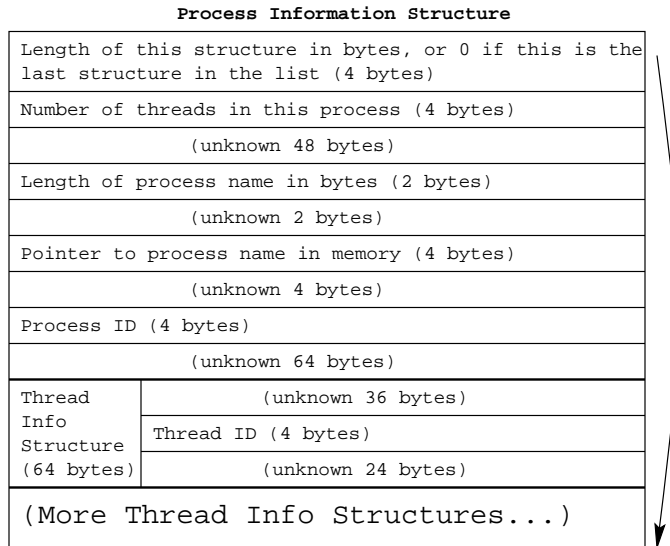 Process Information Structure
Length of this structure in bytes, or 0 if this is the
last structure in the list (4 bytes)
Number of threads in this process (4 bytes)
(unknown 48 bytes)
Length of process name in bytes (2 bytes)
(unknown 2 bytes)
Pointer to process name in memory (4 bytes)
(unknown 4 bytes)
Process ID (4 bytes)
(unknown 64 bytes)
Thread
Info
Structure
(64 bytes)
(unknown 36 bytes)
Thread ID (4 bytes)
(unknown 24 bytes)
(More Thread Info Structures...)